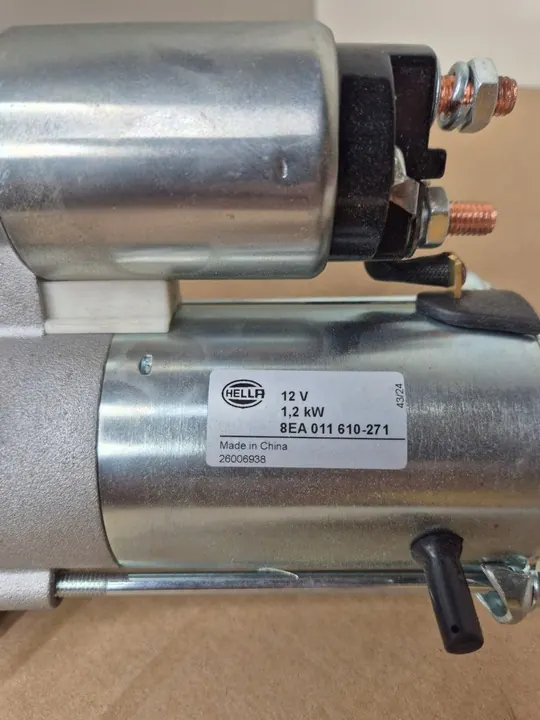 HELLA
12 V
1,2 kW
8EA 011 610-271
43/24
Made in China
26006938